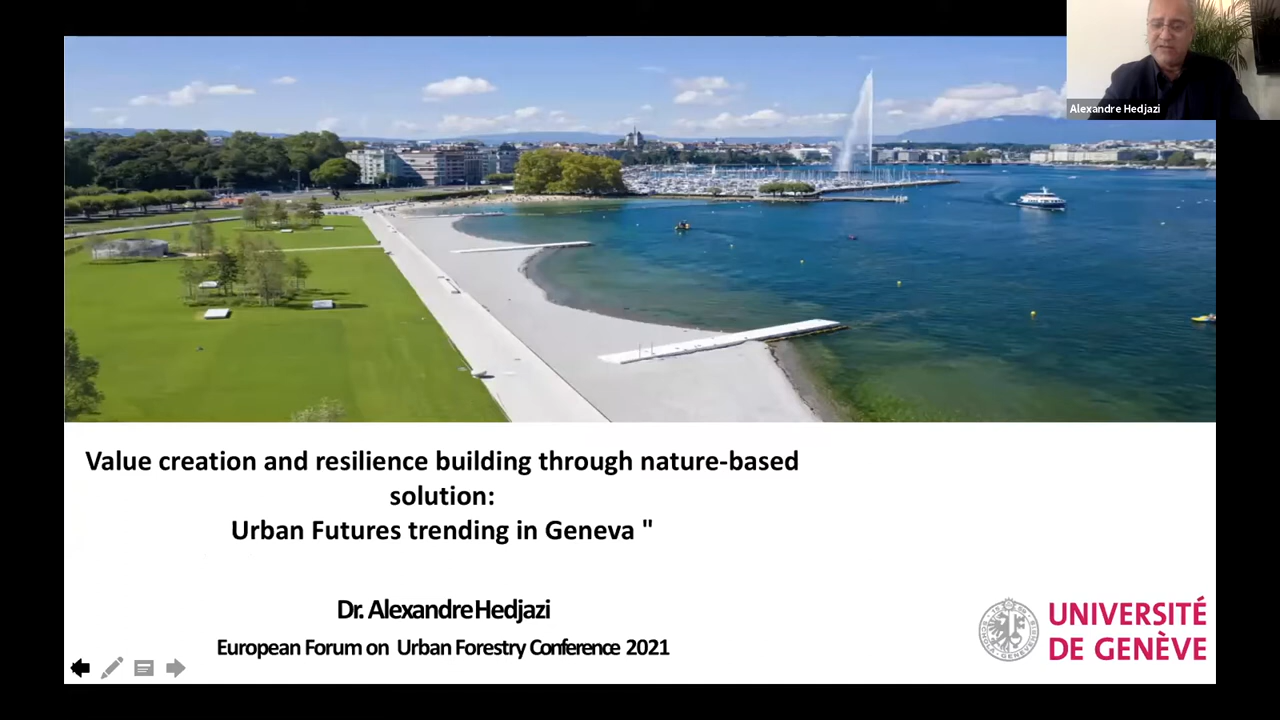 Alexandre Hedjazi
Value creation and resilience building through nature-based
solution:
Urban Futures trending in Geneva "
Dr. Alexandre Hedjazi
European Forum on Urban Forestry Conference 2021
UNIVERSITÉ
DE GENÈVE